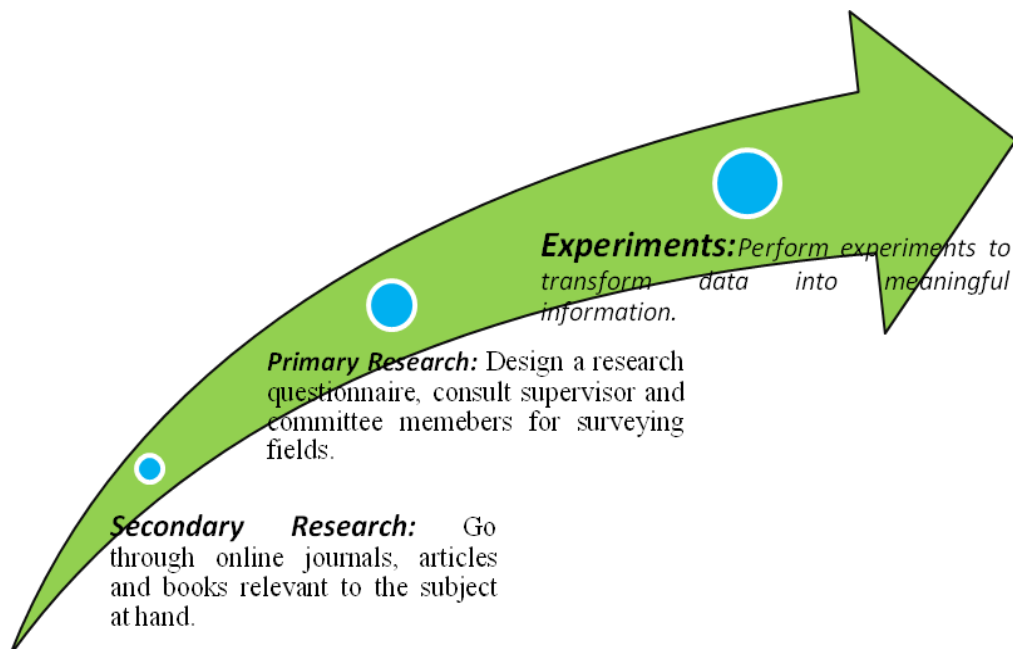 Experiments:Perform experiments to
transform data into meaningful
information.
Primary Research: Design a research
questionnaire, consult supervisor and
committee memebers for surveying
fields.
Secondary Research: Go
through online journals, articles
and books relevant to the subject
at hand.